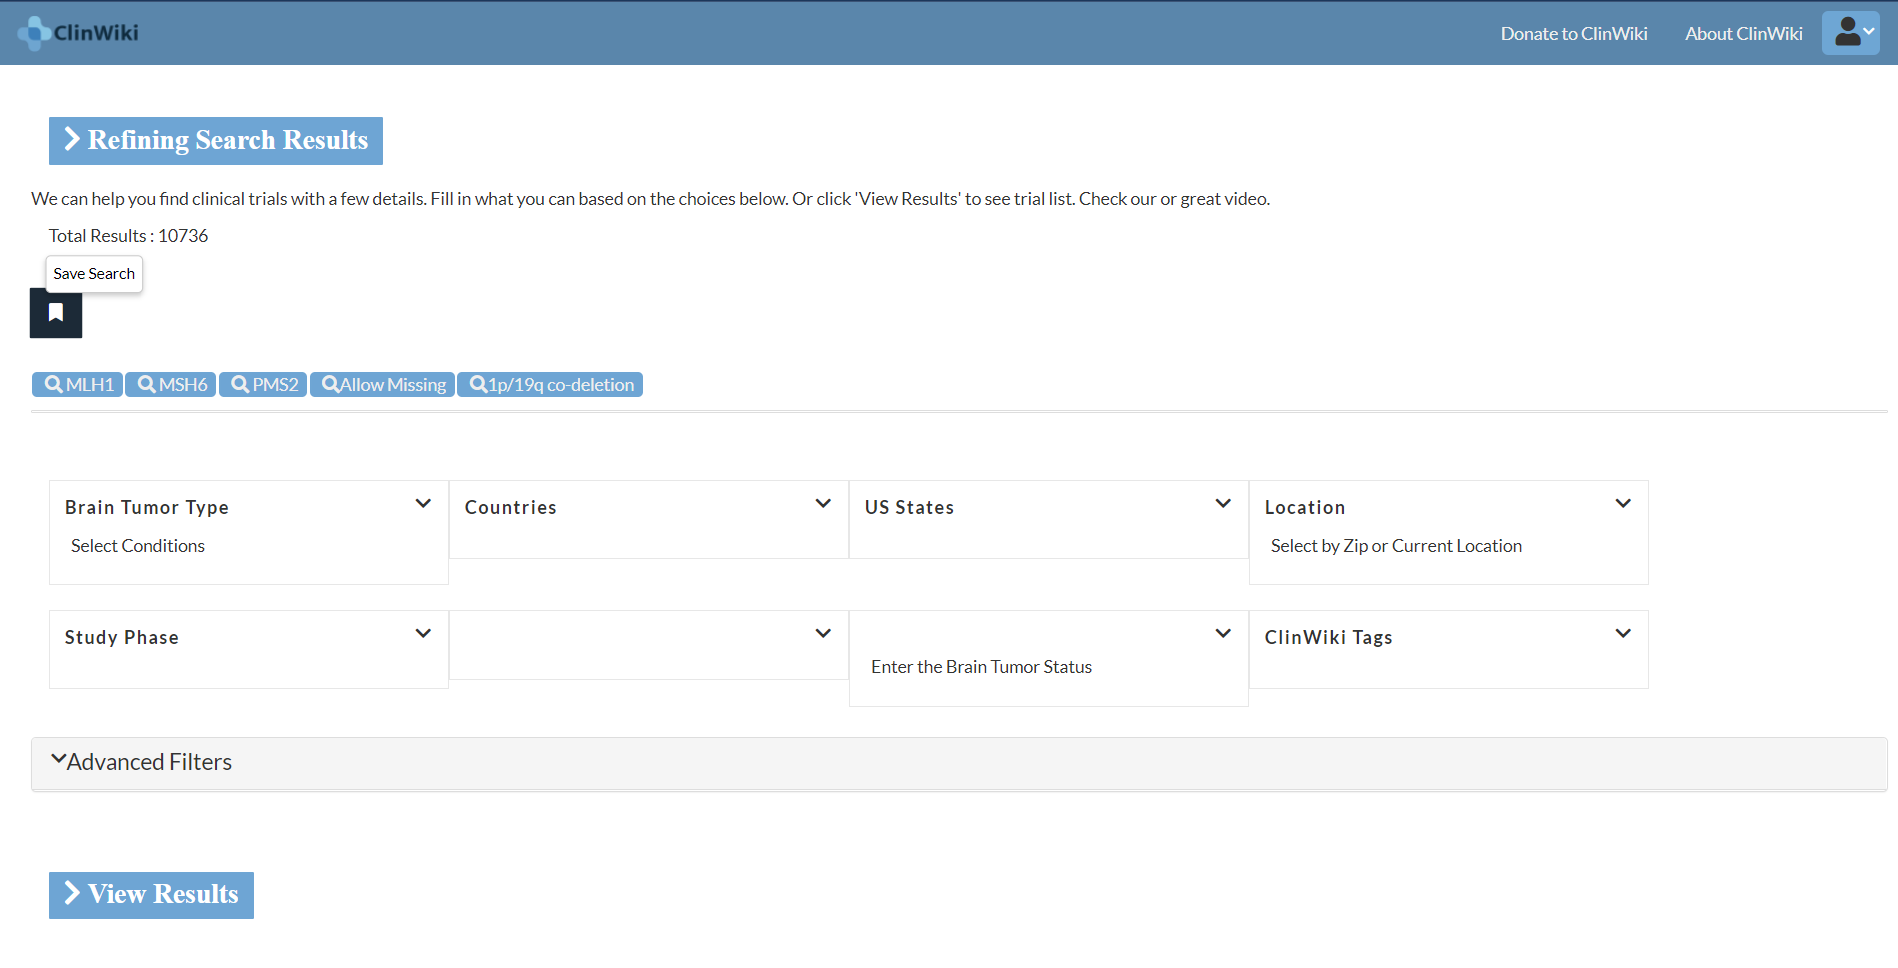 ClinWiki
Donate to ClinWiki
About ClinWiki
Refining Search Results
We can help you find clinical trials with a few details. Fill in what you can based on the choices below. Or click 'View Results' to see trial list. Check our or great video.
Total Results : 10736
Save Search
MLH1 MSH6 PMS2 Allow Missing 1p/19q co-deletion
Brain Tumor Type
Select Conditions
Countries
US States
Location
Select by Zip or Current Location
Study Phase
Enter the Brain Tumor Status
ClinWiki Tags
Advanced Filters
View Results